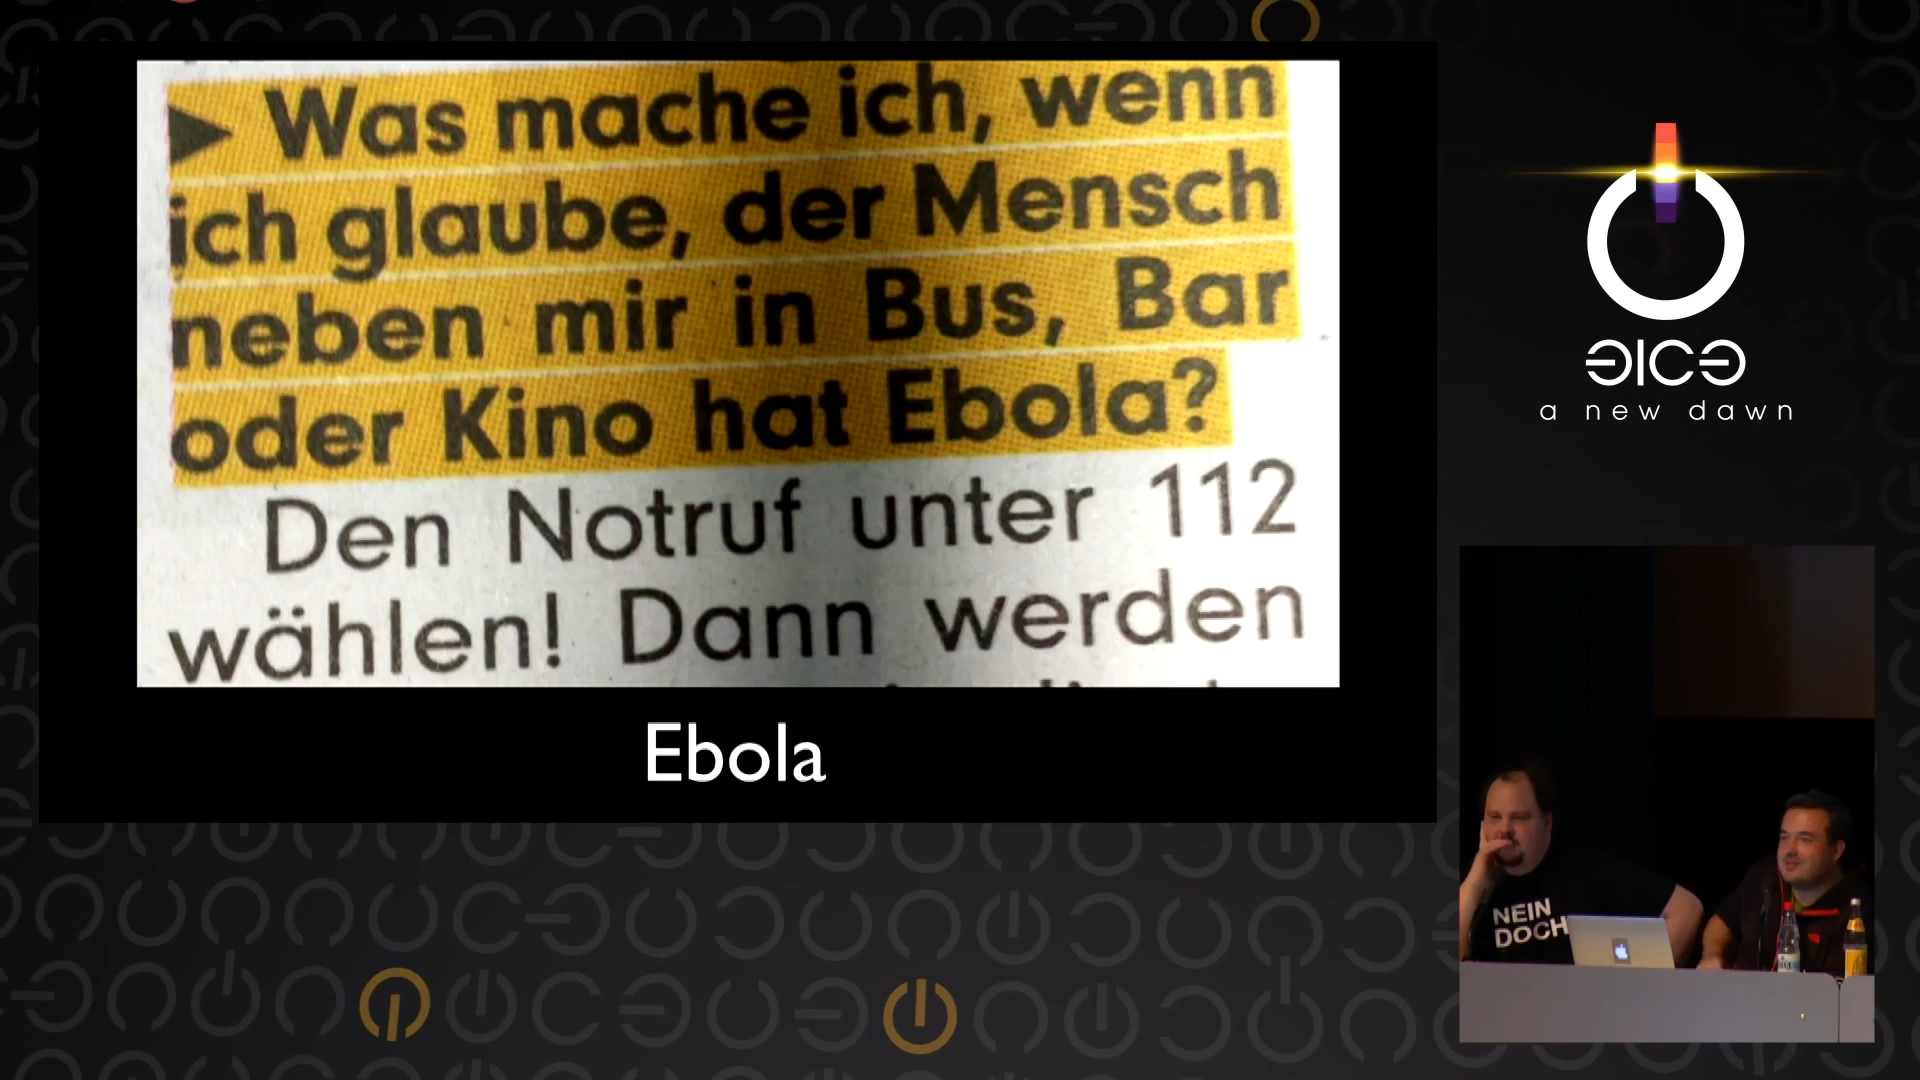 ▶ Was mache ich, wenn
ich glaube, der Mensch
neben mir in Bus, Bar
oder Kino hat Ebola?
Den Notruf unter 112
wählen! Dann werden
Ebola
a new dawn
NEIN
DOCH